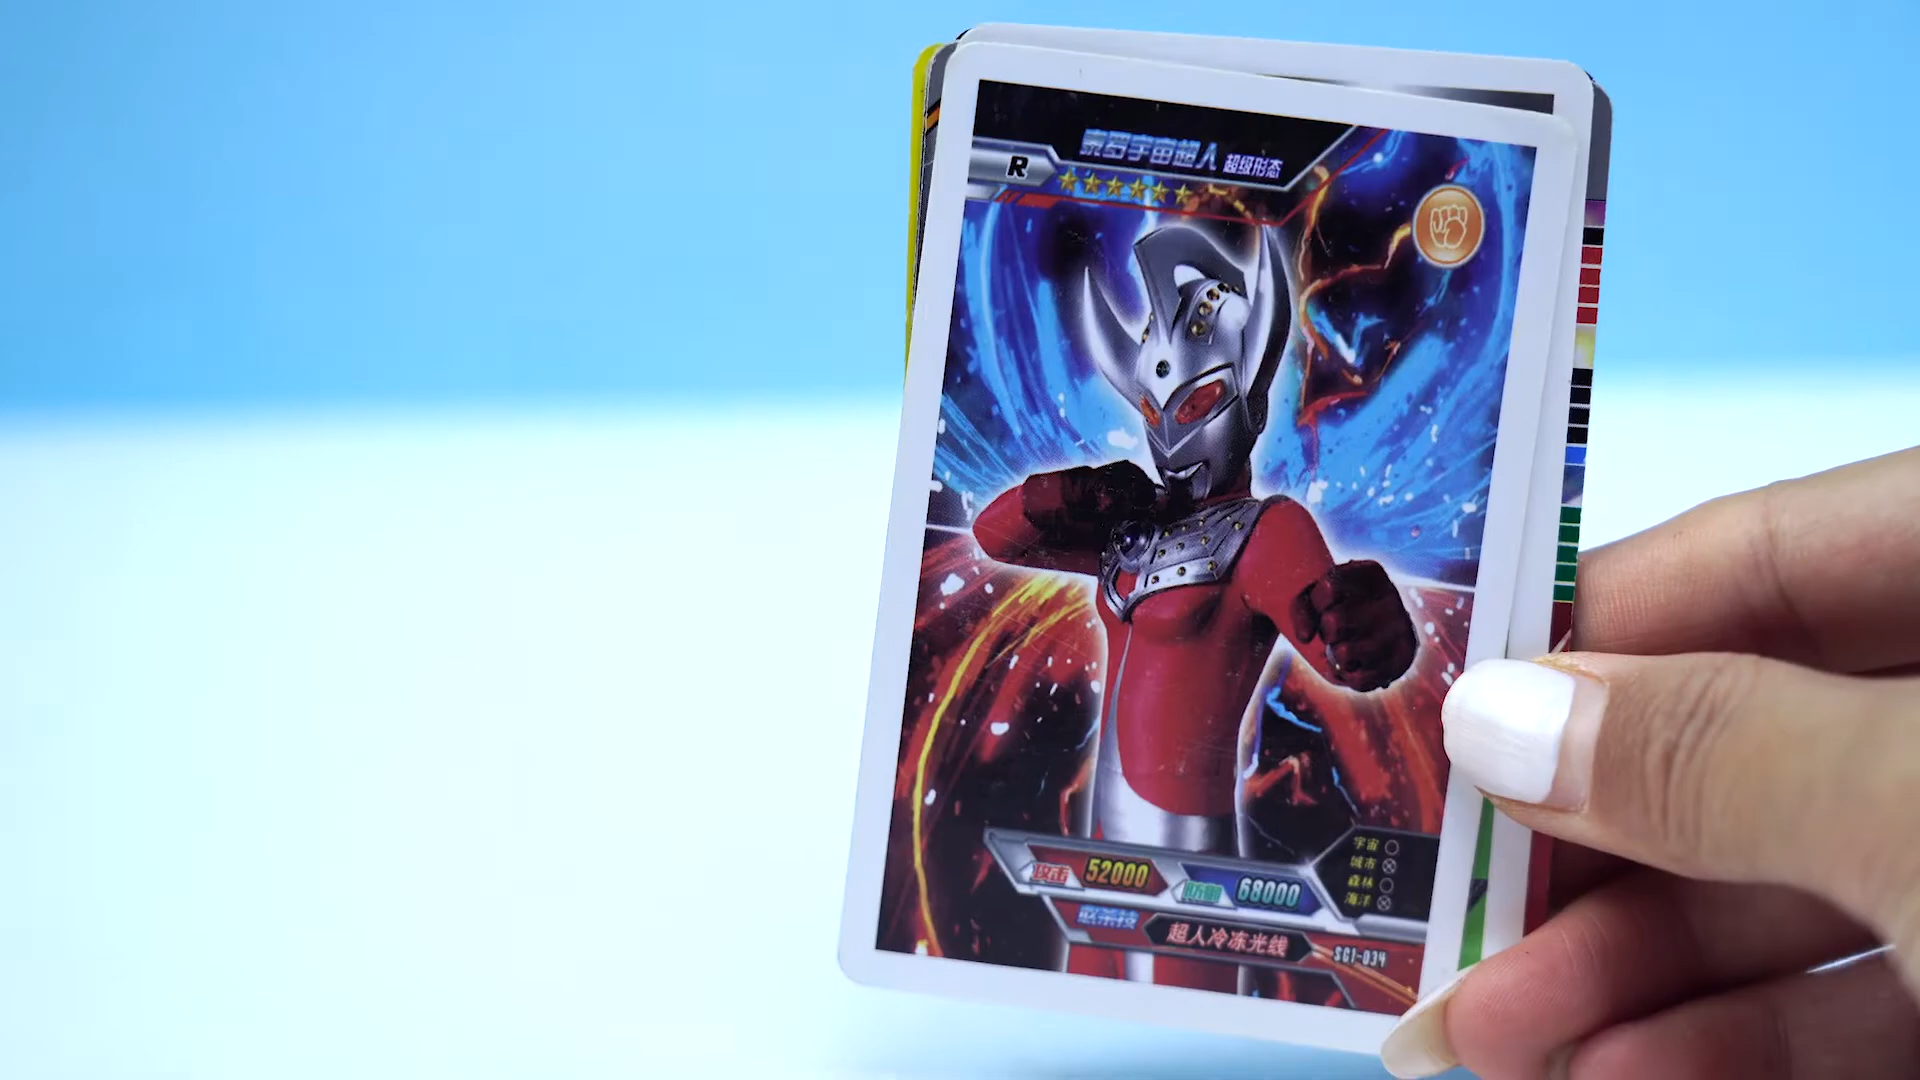 泰罗宇宙超人 超级形态
R
宇宙
城市
森林
海洋
攻击 52000
防御 68000
必杀技
超人冷冻光线
SG1-034